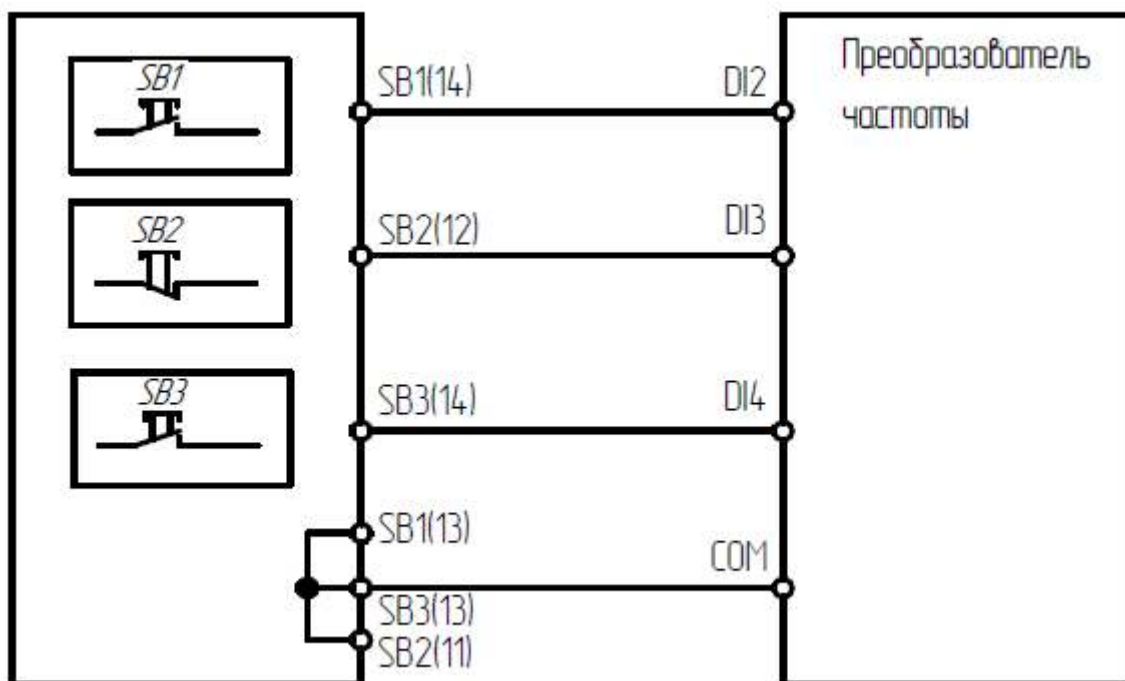 SB1
SB1(14)
DI2
Преобразователь
частоты
SB2
SB2(12)
DI3
SB3
SB3(14)
DI4
SB1(13)
COM
SB3(13)
SB2(11)